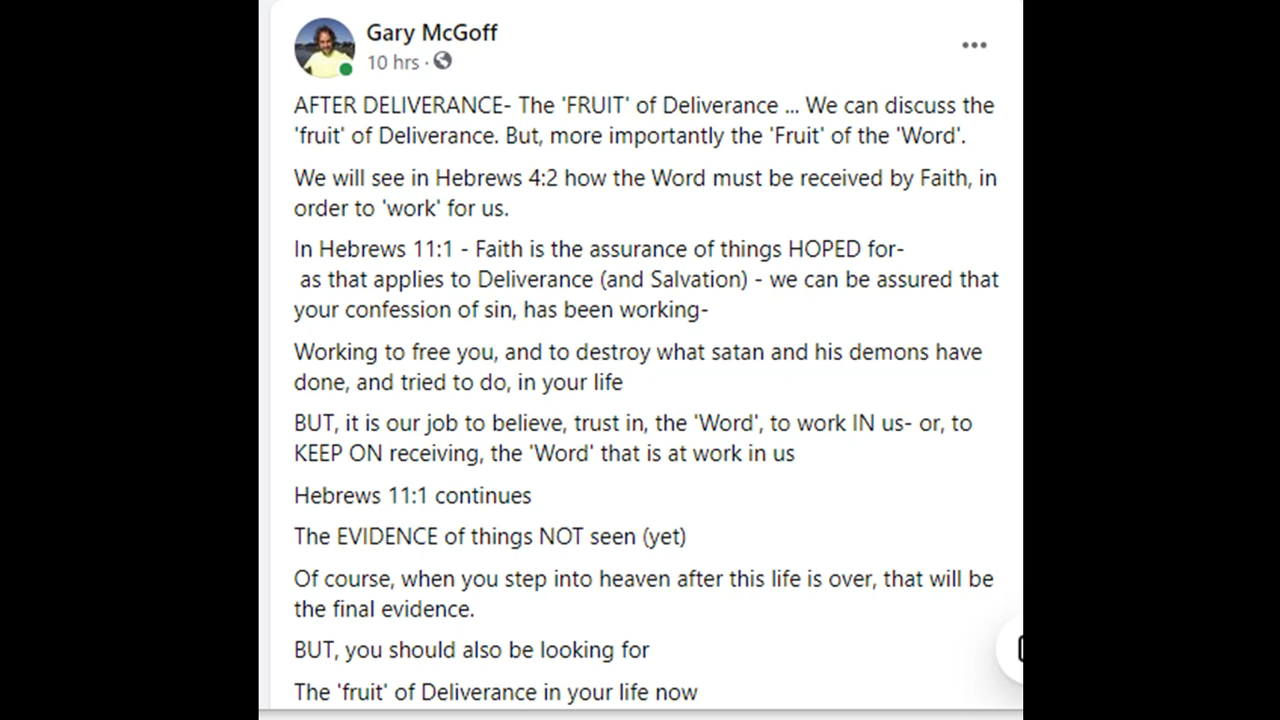 Gary McGoff
10 hrs ·
AFTER DELIVERANCE- The 'FRUIT' of Deliverance ... We can discuss the
'fruit' of Deliverance. But, more importantly the 'Fruit' of the 'Word'.
We will see in Hebrews 4:2 how the Word must be received by Faith, in
order to 'work' for us.
In Hebrews 11:1 - Faith is the assurance of things HOPED for-
as that applies to Deliverance (and Salvation) - we can be assured that
your confession of sin, has been working-
Working to free you, and to destroy what satan and his demons have
done, and tried to do, in your life
BUT, it is our job to believe, trust in, the 'Word', to work IN us- or, to
KEEP ON receiving, the 'Word' that is at work in us
Hebrews 11:1 continues
The EVIDENCE of things NOT seen (yet)
Of course, when you step into heaven after this life is over, that will be
the final evidence.
BUT, you should also be looking for
The 'fruit' of Deliverance in your life now